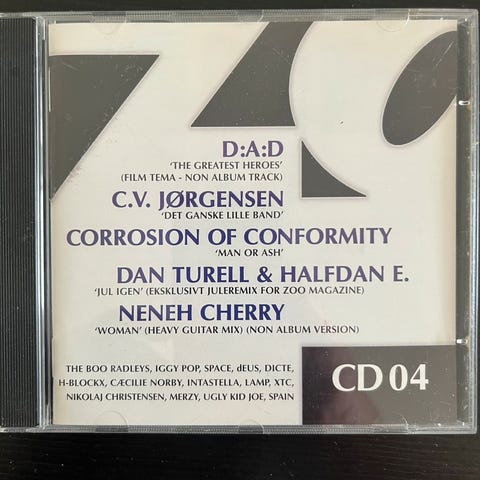 ZO
D:A:D
'THE GREATEST HEROES'
(FILM TEMA - NON ALBUM TRACK)
C.V. JØRGENSEN
'DET GANSKE LILLE BAND'
CORROSION OF CONFORMITY
'MAN OR ASH'
DAN TURELL & HALFDAN E.
'JUL IGEN' (EKSKLUSIVT JULEREMIX FOR ZOO MAGAZINE)
NENEH CHERRY
'WOMAN' (HEAVY GUITAR MIX) (NON ALBUM VERSION)
THE BOO RADLEYS, IGGY POP, SPACE, dEUS, DICTE,
H-BLOCKX, CÆCILIE NORBY, INTASTELLA, LAMP, XTC,
NIKOLAJ CHRISTENSEN, MERZY, UGLY KID JOE, SPAIN
CD 04